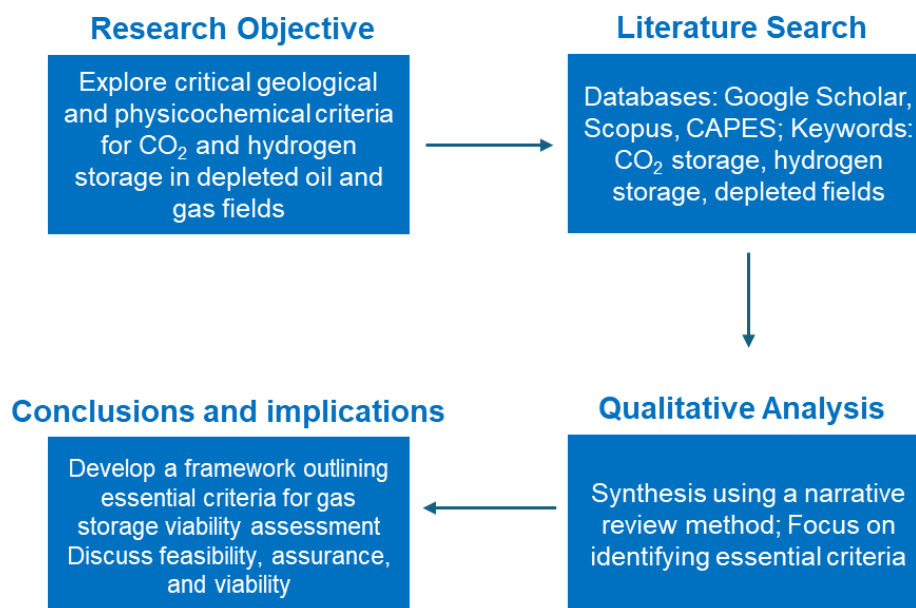 Research Objective
Explore critical geological
and physicochemical criteria
for CO₂ and hydrogen
storage in depleted oil and
gas fields
Literature Search
Databases: Google Scholar,
Scopus, CAPES; Keywords:
CO₂ storage, hydrogen
storage, depleted fields
Qualitative Analysis
Synthesis using a narrative
review method; Focus on
identifying essential criteria
Conclusions and implications
Develop a framework outlining
essential criteria for gas
storage viability assessment
Discuss feasibility, assurance,
and viability